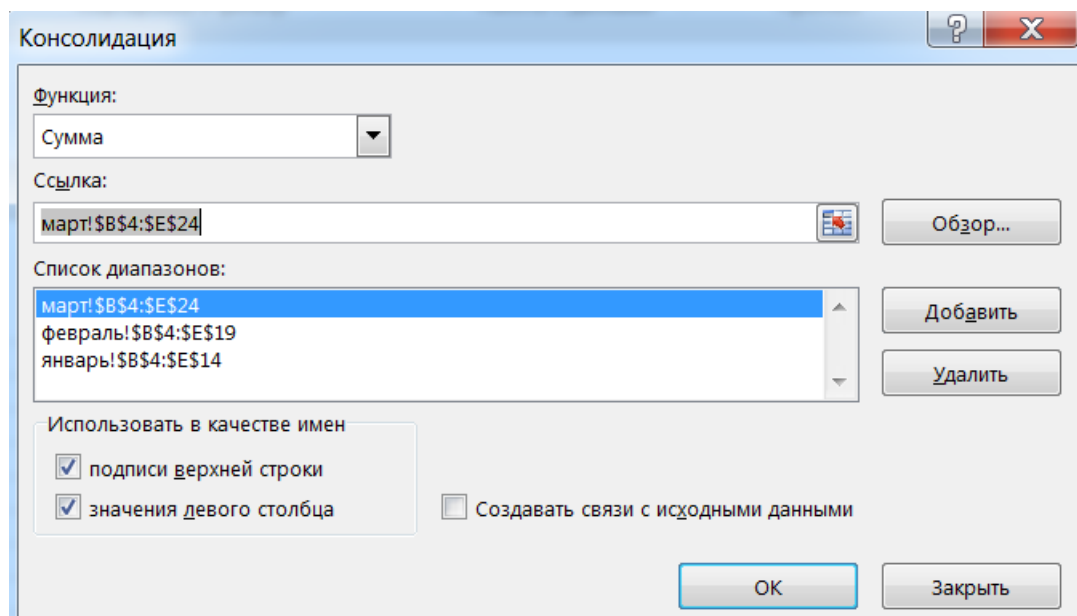 Консолидация
Функция:
Сумма
Ссылка:
март!$B$4:$E$24
Обзор...
Список диапазонов:
март!$B$4:$E$24
февраль!$B$4:$E$19
январь!$B$4:$E$14
Добавить
Удалить
Использовать в качестве имен
подписи верхней строки
значения левого столбца
Создавать связи с исходными данными
ОК
Закрыть